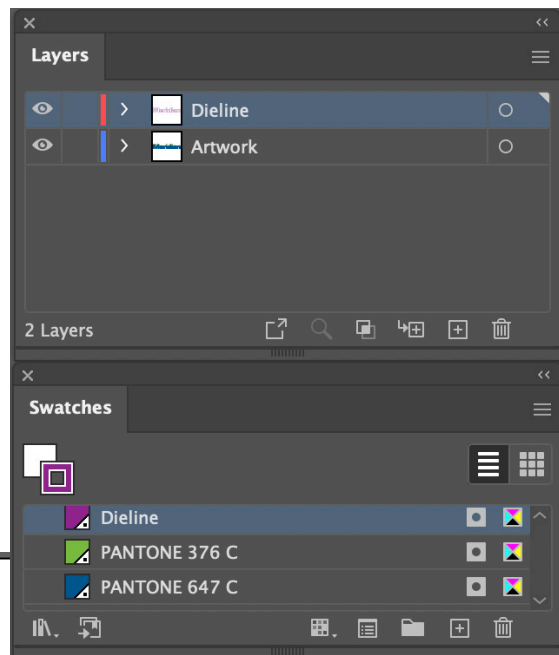 Layers
Dieline
Artwork
2 Layers
Swatches
Dieline
PANTONE 376 C
PANTONE 647 C